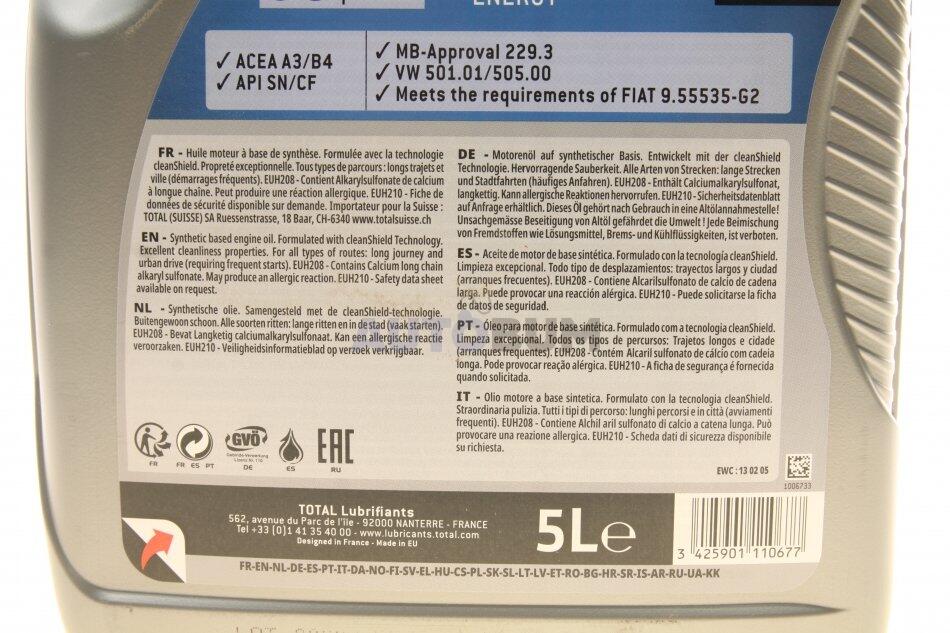 ENERGY
✓ ACEA A3/B4
✓ API SN/CF
✓ MB-Approval 229.3
✓ VW 501.01/505.00
✓ Meets the requirements of FIAT 9.55535-G2
FR - Huile moteur à base de synthèse. Formulée avec la technologie
cleanShield. Propreté exceptionnelle. Tous types de parcours : longs trajets et
ville (démarrages fréquents). EUH208 - Contient Alkarylsulfonate de calcium
à longue chaîne. Peut produire une réaction allergique. EUH210 - Fiche de
données de sécurité disponible sur demande. Importateur pour la Suisse :
TOTAL (SUISSE) SA Ruessenstrasse, 18 Baar, CH-6340 www.totalsuisse.ch
EN - Synthetic based engine oil. Formulated with cleanShield Technology.
Excellent cleanliness properties. For all types of routes: long journey and
urban drive (requiring frequent starts). EUH208 - Contains Calcium long chain
alkaryl sulfonate. May produce an allergic reaction. EUH210 - Safety data sheet
available on request.
NL - Synthetische olie. Samengesteld met de cleanShield-technologie.
Buitengewoon schoon. Alle soorten ritten: lange ritten en in de stad (vaak starten).
EUH208 - Bevat Langketig calciumalkarylsulfonaat. Kan een allergische reactie
veroorzaken. EUH210 - Veiligheidsinformatieblad op verzoek verkrijgbaar.
DE - Motorenöl auf synthetischer Basis. Entwickelt mit der cleanShield
Technologie. Hervorragende Sauberkeit. Alle Arten von Strecken: lange Strecken
und Stadtfahrten (häufiges Anfahren). EUH208 - Enthält Calciumalkarylsulfonat,
langkettig. Kann allergische Reaktionen hervorrufen. EUH210 - Sicherheitsdatenblatt
auf Anfrage erhältlich. Dieses Öl gehört nach Gebrauch in eine Altölannahmestelle!
Unsachgemässe Beseitigung von Altöl gefährdet die Umwelt ! Jede Beimischung
von Fremdstoffen wie Lösungsmittel, Brems- und Kühlflüssigkeiten, ist verboten.
ES - Aceite de motor de base sintética. Formulado con la tecnología cleanShield.
Limpieza excepcional. Todo tipo de desplazamientos: trayectos largos y ciudad
(arranques frecuentes). EUH208 - Contiene Alcarilsulfonato de calcio de cadena
larga. Puede provocar una reacción alérgica. EUH210 - Puede solicitarse la ficha
de datos de seguridad.
PT - Óleo para motor de base sintética. Formulado com a tecnologia cleanShield.
Limpeza excepcional. Todos os tipos de percursos: Trajetos longos e cidade
(arranques frequentes). EUH208 - Contém Alcaril sulfonato de cálcio com cadeia
longa. Pode provocar reação alérgica. EUH210 - A ficha de segurança é fornecida
quando solicitada.
IT - Olio motore a base sintetica. Formulato con la tecnologia cleanShield.
Straordinaria pulizia. Tutti i tipi di percorso: lunghi percorsi e in città (avviamenti
frequenti). EUH208 - Contiene Alchil aril sulfonato di calcio a catena lunga. Può
provocare una reazione allergica. EUH210 - Scheda dati di sicurezza disponibile
su richiesta.
AUTOBUM
FR
FR ES PT
GVÖ
Gebinde-Verwertung
Lizenz Nr. 110
DE
ES
EAC
RU
EWC : 13 02 05
1006733
TOTAL Lubrifiants
562, avenue du Parc de l'île - 92000 NANTERRE - FRANCE
Tel +33 (0)1 41 35 40 00 - www.lubricants.total.com
Designed in France - Made in EU
5L e
3 425901 110677
FR-EN-NL-DE-ES-PT-IT-DA-NO-FI-SV-EL-HU-CS-PL-SK-SL-LT-LV-ET-RO-BG-HR-SR-IS-AR-RU-UA-KK